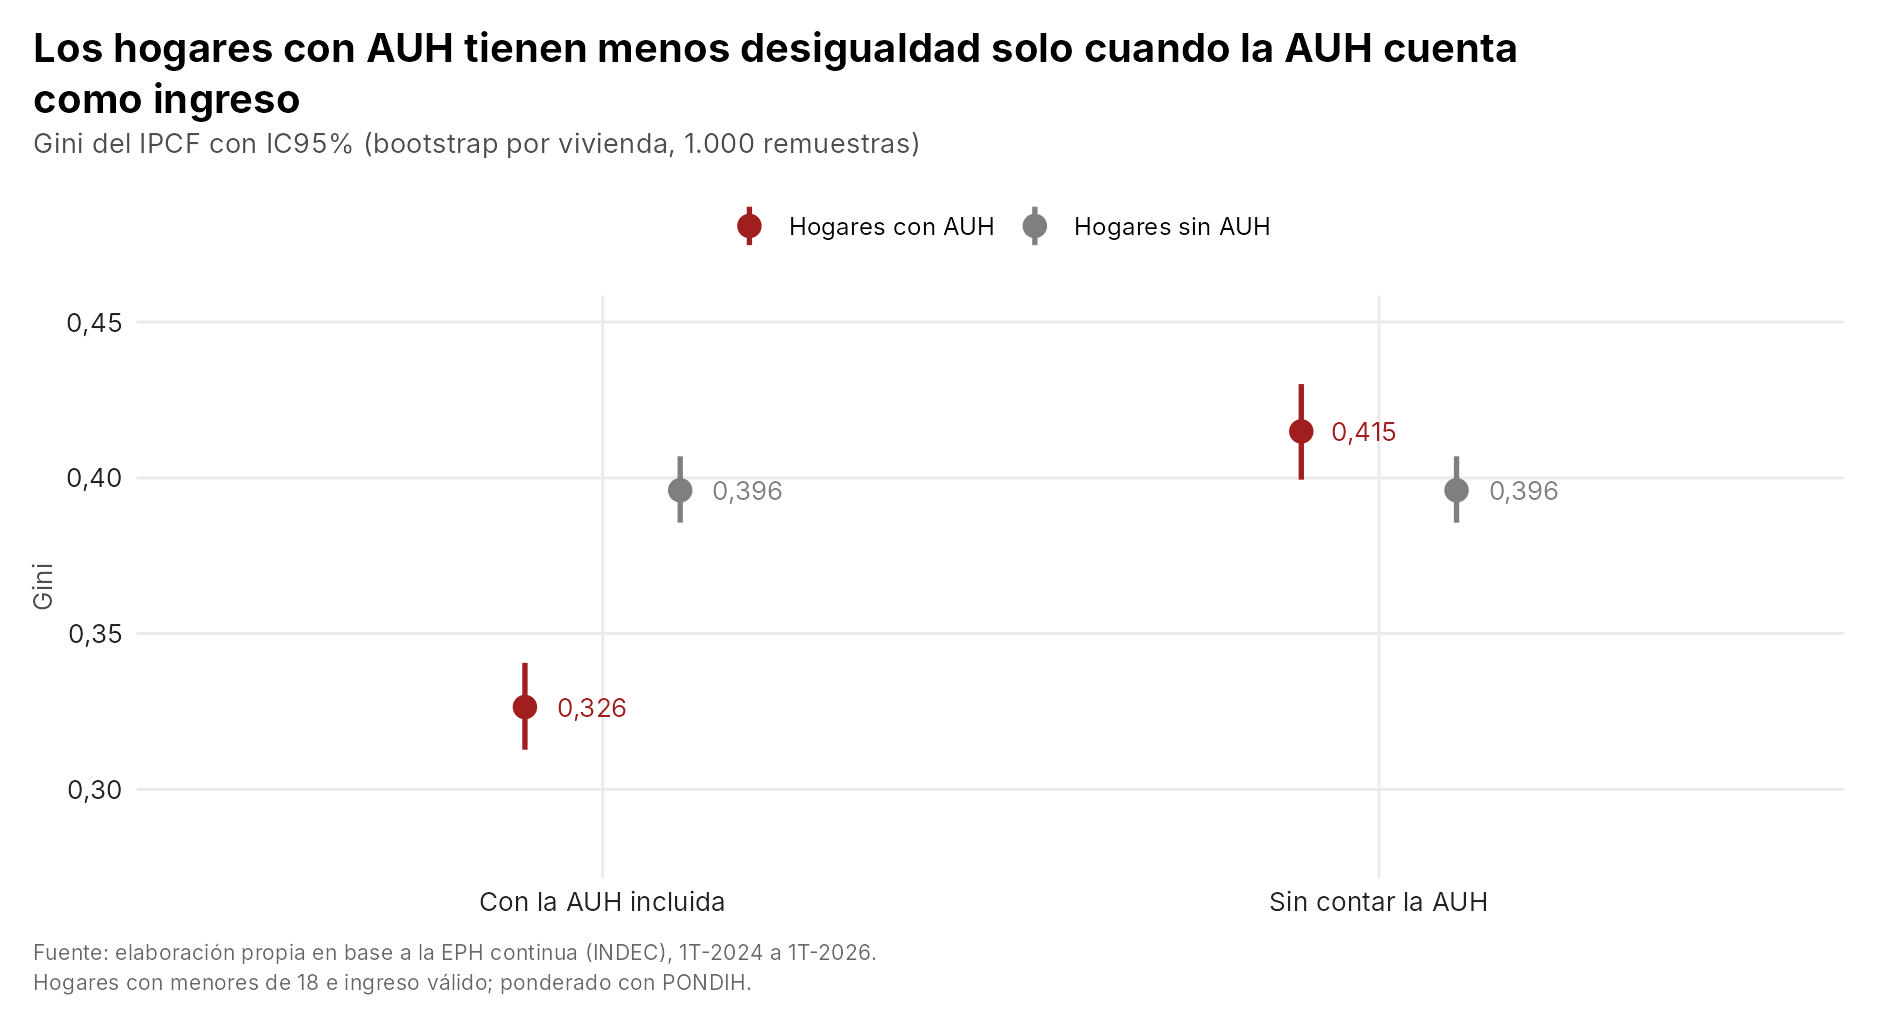 Los hogares con AUH tienen menos desigualdad solo cuando la AUH cuenta
como ingreso
Gini del IPCF con IC95% (bootstrap por vivienda, 1.000 remuestras)
Hogares con AUH
Hogares sin AUH
0,45
0,40
0,35
0,30
Gini
0,326
0,396
0,415
0,396
Con la AUH incluida
Sin contar la AUH
Fuente: elaboración propia en base a la EPH continua (INDEC), 1T-2024 a 1T-2026.
Hogares con menores de 18 e ingreso válido; ponderado con PONDIH.